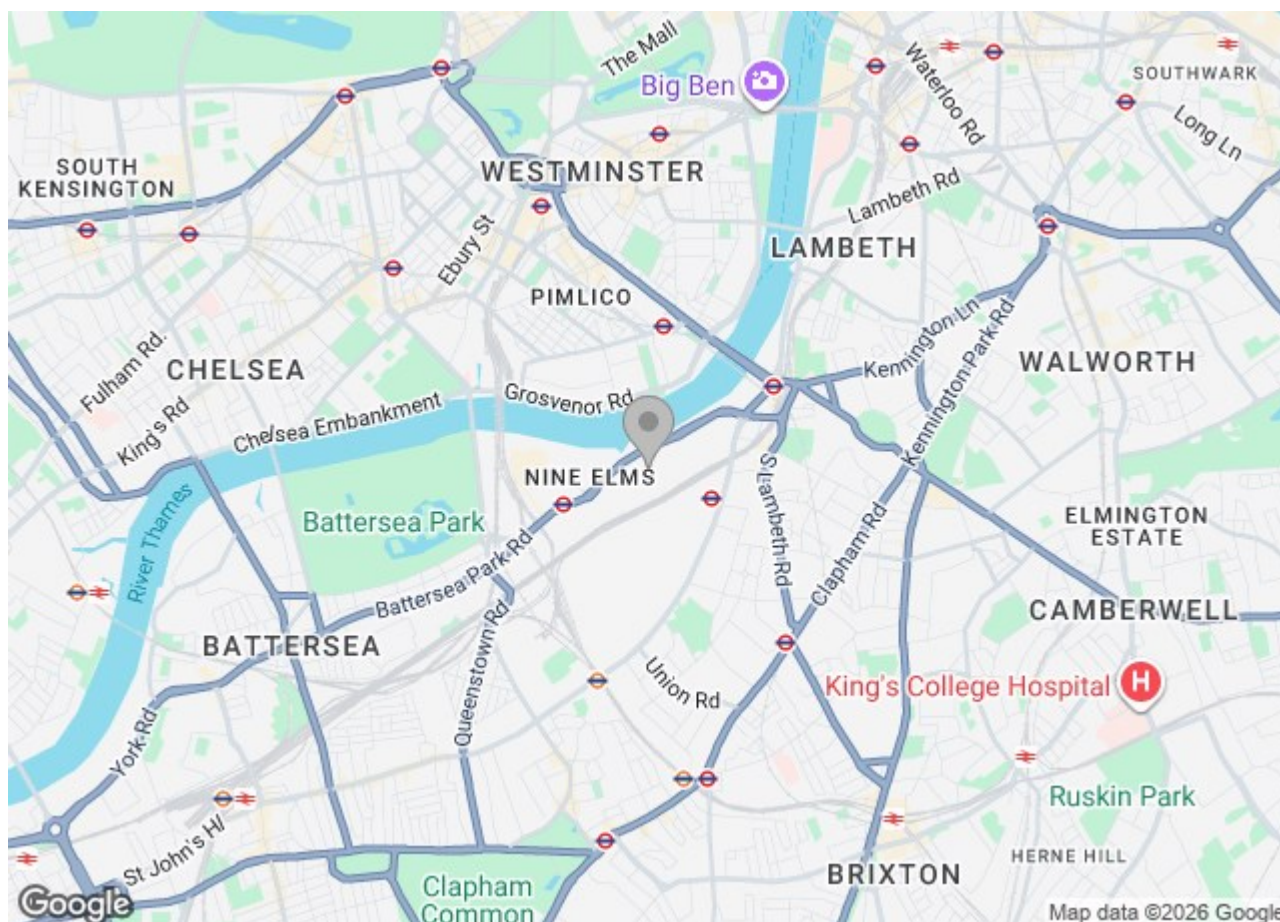 The Mall
Big Ben
Waterloo Rd
SOUTHWARK
Long Ln
SOUTH
KENSINGTON
WESTMINSTER
Lambeth Rd
Ebury St
LAMBETH
PIMLICO
Kennington Ln
Kennington Park Rd
WALWORTH
Fulham Rd.
CHELSEA
King's Rd
Chelsea Embankment
Grosvenor Rd
NINE ELMS
S Lambeth Rd
Clapham Rd
Battersea Park
ELMINGTON
ESTATE
River Thames
Battersea Park Rd
CAMBERWELL
BATTERSEA
Queenstown Rd
Union Rd
King's College Hospital
H
York Rd
St John's Hl
Ruskin Park
HERNE HILL
BRIXTON
Clapham
Common
Google
Map data ©2026 Google